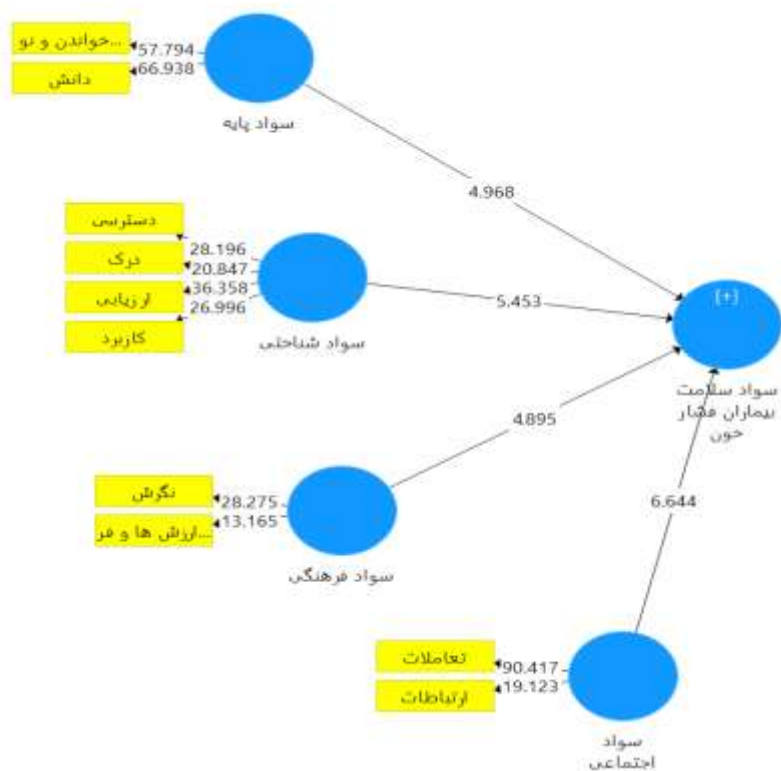 خواندن و نو...
57.794
دانش
66.938
سواد پایه
4.968
دسترسی
28.196
درک
20.847
ارزیابی
36.358
کاربرد
26.996
سواد شناختی
5.453
[+]
سواد سلامت
بیماران فشار
خون
4.895
نگرش
28.275
ارزش ها و فر...
13.165
سواد فرهنگی
6.644
تعاملات
90.417
ارتباطات
19.123
سواد
اجتماعی